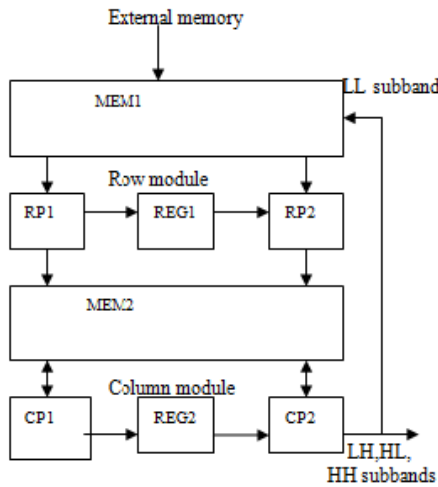 External memory
LL subband
MEM1
Row module
RP1
REG1
RP2
MEM2
Column module
CP1
REG2
CP2
LH,HL,
HH subbands